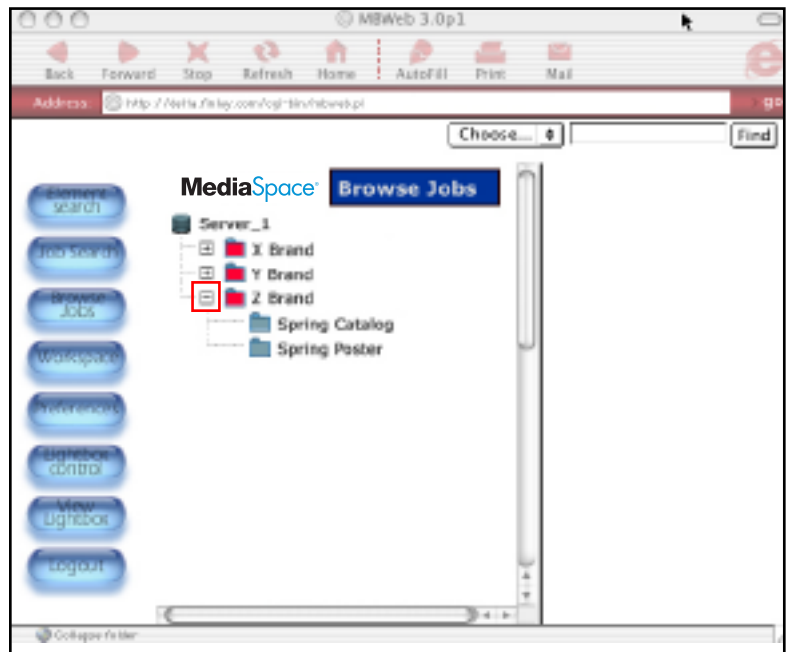 MBWeb 3.0p1
Back Forward Stop Refresh Home AutoFill Print Mail
Address: go
Choose... Find
MediaSpace Browse Jobs
Element search
Job Search
Browse Jobs
Workspace
Preferences
Lightbox control
View Lightbox
Logout
Server_1
X Brand
Y Brand
Z Brand
Spring Catalog
Spring Poster
Collapse folder